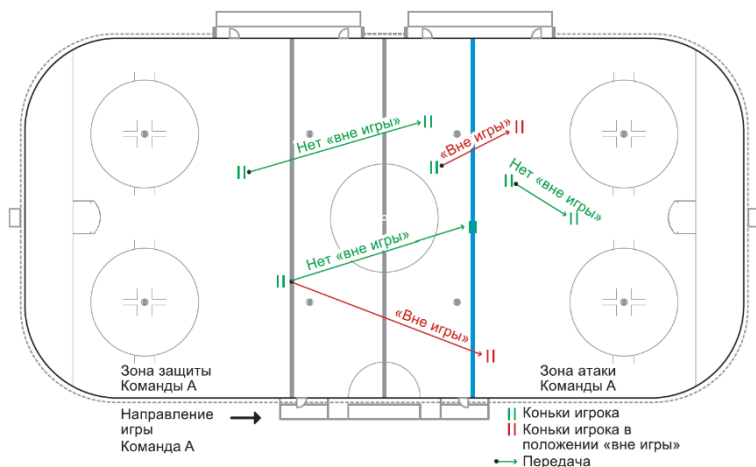 Нет «вне игры»
«Вне игры»
Нет «вне игры»
Нет «вне игры»
«Вне игры»
Зона защиты
Команды А
Зона атаки
Команды А
Направление
игры
Команда А
Коньки игрока
Коньки игрока в
положении «вне игры»
Передача